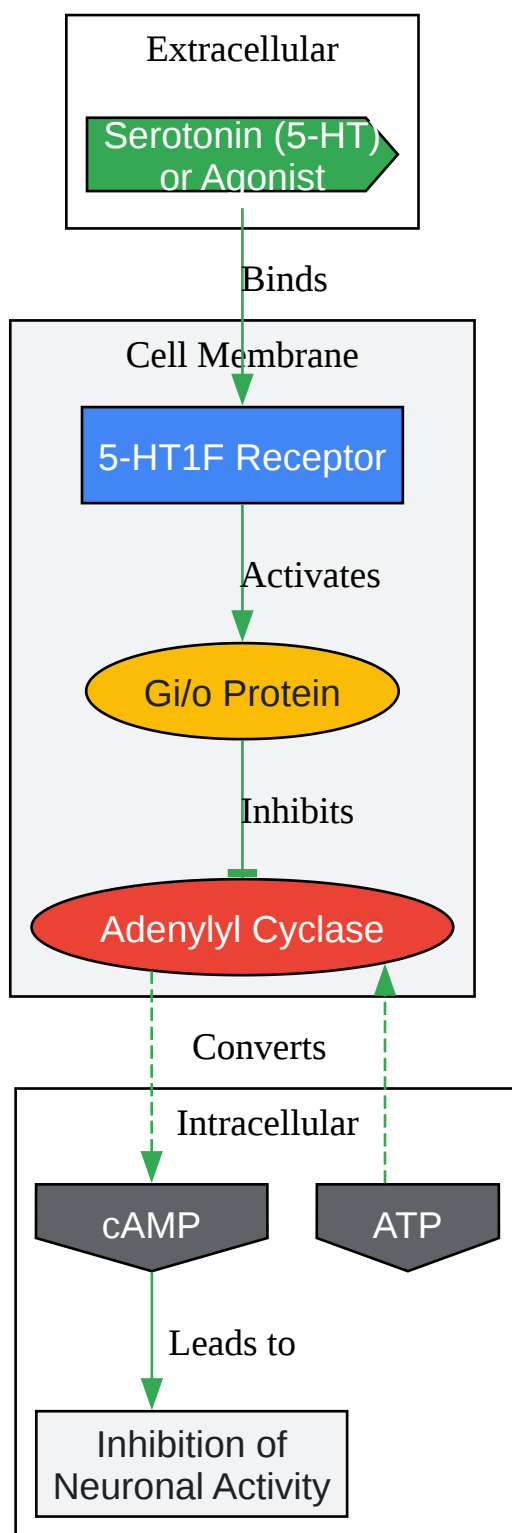 Extracellular
Serotonin (5-HT)
or Agonist
Binds
Cell Membrane
5-HT1F Receptor
Activates
Gi/o Protein
Inhibits
Adenylyl Cyclase
Converts
Intracellular
cAMP
ATP
Leads to
Inhibition of
Neuronal Activity